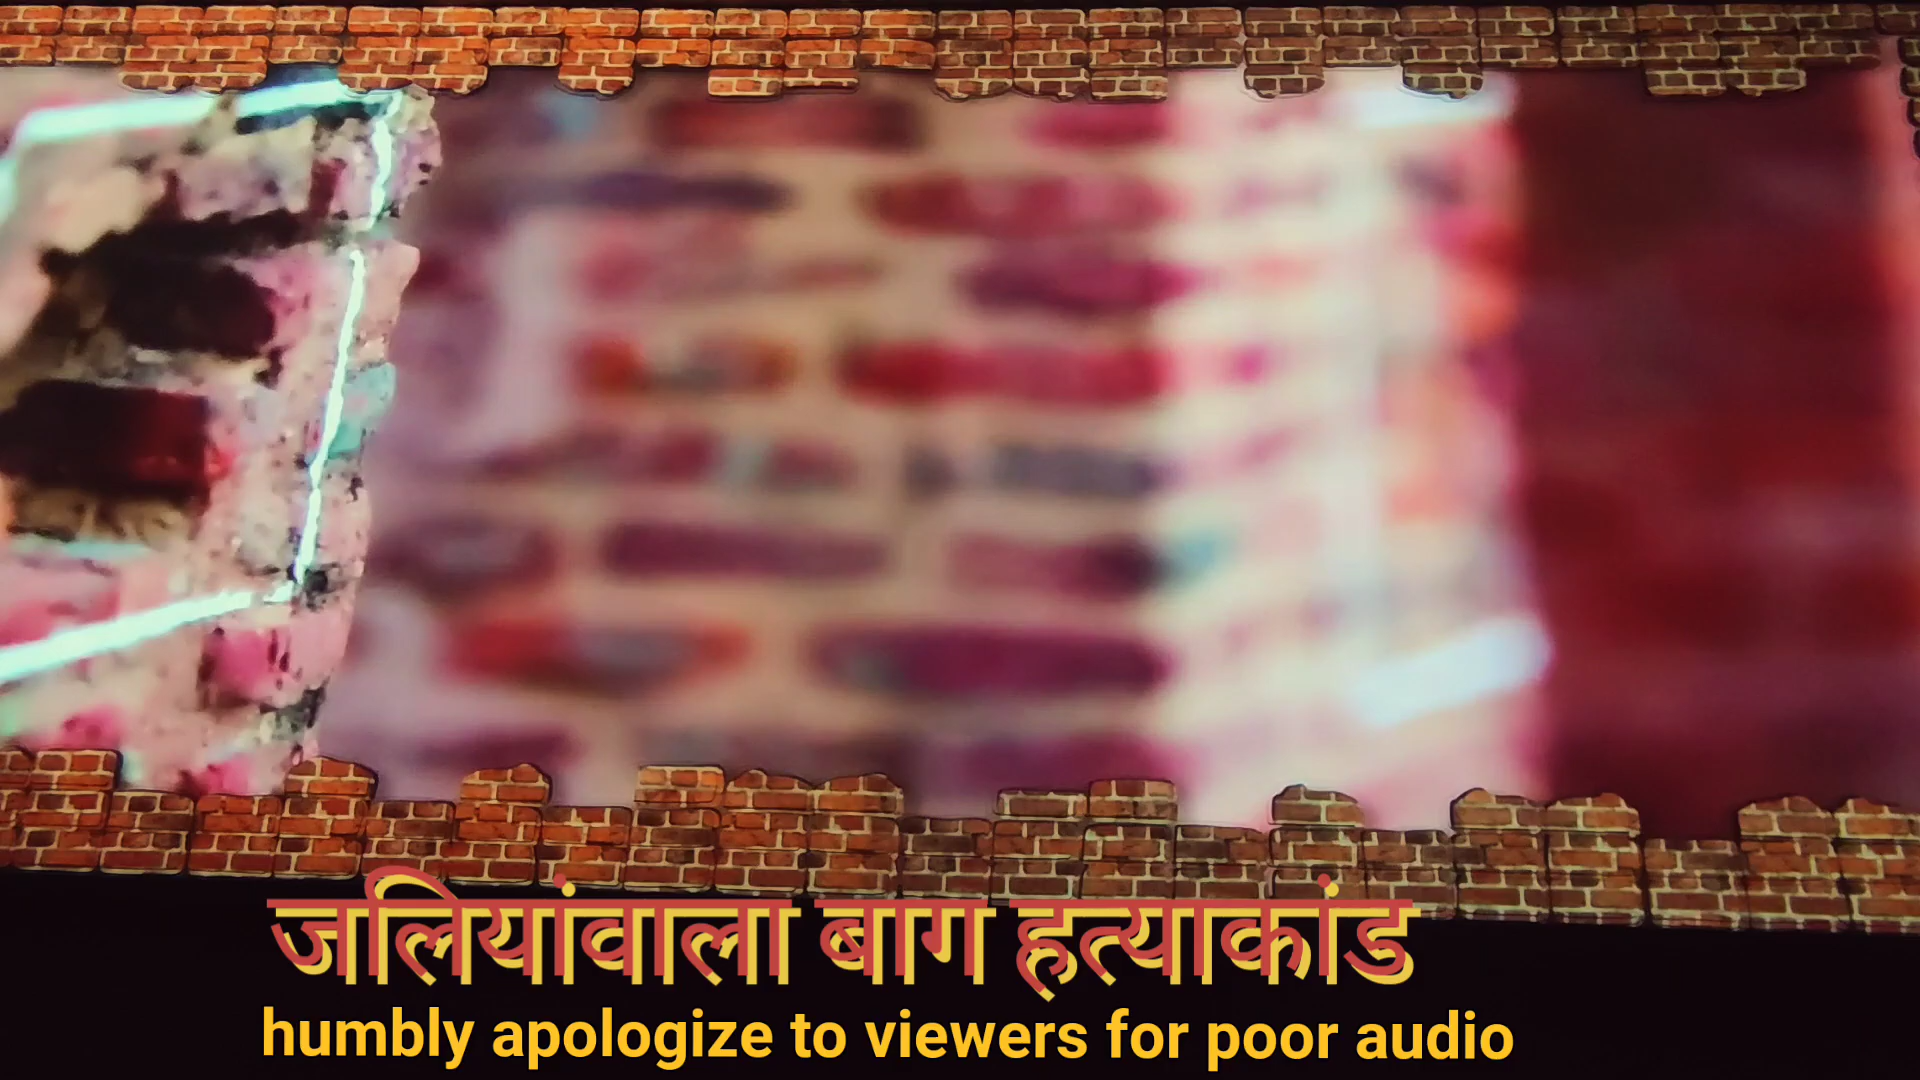 जलियांवाला बाग हत्याकांड
humbly apologize to viewers for poor audio